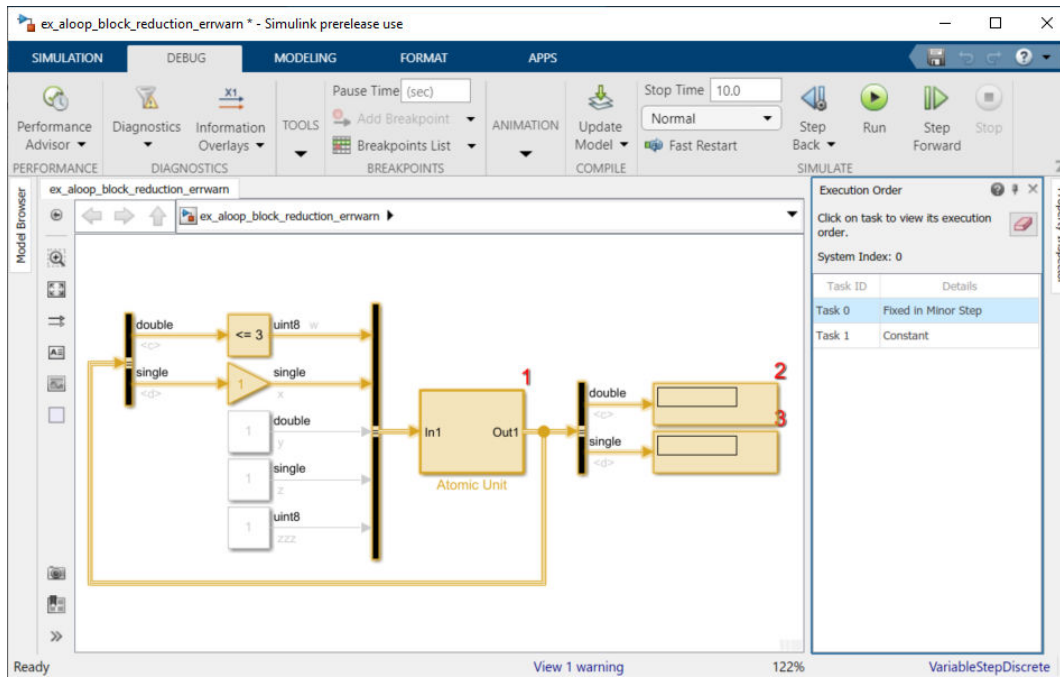 ex_aloop_block_reduction_errwarn * - Simulink prerelease use
SIMULATION DEBUG MODELING FORMAT APPS
Performance Advisor
Diagnostics
Information Overlays
TOOLS
Pause Time (sec)
Add Breakpoint
Breakpoints List
ANIMATION
Update Model
Stop Time 10.0
Normal
Fast Restart
Step Back
Run
Step Forward
Stop
PERFORMANCE DIAGNOSTICS BREAKPOINTS COMPILE SIMULATE
Model Browser
ex_aloop_block_reduction_errwarn
ex_aloop_block_reduction_errwarn
double
<c>
single
<d>
<= 3
uint8 w
1
single
x
1
double
y
1
single
z
1
uint8
zzz
1
In1 Out1
Atomic Unit
double
<c>
single
<d>
2
3
Execution Order
Click on task to view its execution
order.
System Index: 0
Task ID Details
Task 0 Fixed in Minor Step
Task 1 Constant
Ready View 1 warning 122% VariableStepDiscrete